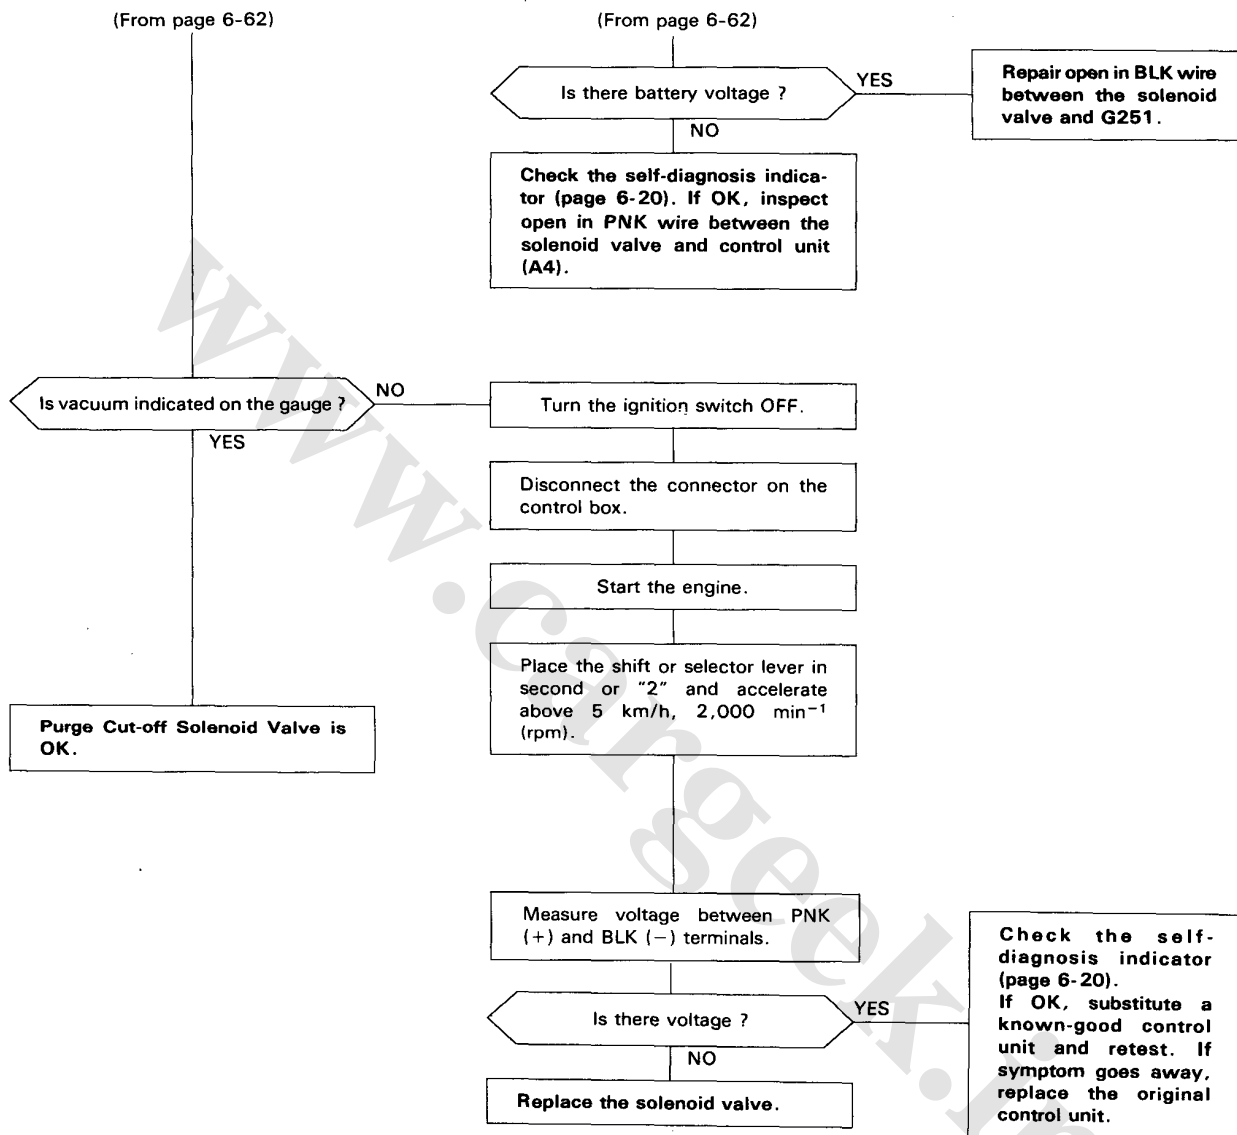 (From page 6-62)
(From page 6-62)
Is there battery voltage ?
YES
Repair open in BLK wire
between the solenoid
valve and G251.
NO
Check the self-diagnosis indica-
tor (page 6-20). If OK, inspect
open in PNK wire between the
solenoid valve and control unit
(A4).
Is vacuum indicated on the gauge ?
NO
Turn the ignition switch OFF.
YES
Disconnect the connector on the
control box.
Start the engine.
Place the shift or selector lever in
second or "2" and accelerate
above 5 km/h, 2,000 min⁻¹
(rpm).
Purge Cut-off Solenoid Valve is
OK.
Measure voltage between PNK
(+) and BLK (−) terminals.
Is there voltage ?
YES
Check the self-
diagnosis indicator
(page 6-20).
If OK, substitute a
known-good control
unit and retest. If
symptom goes away,
replace the original
control unit.
NO
Replace the solenoid valve.
www.cargeek.i